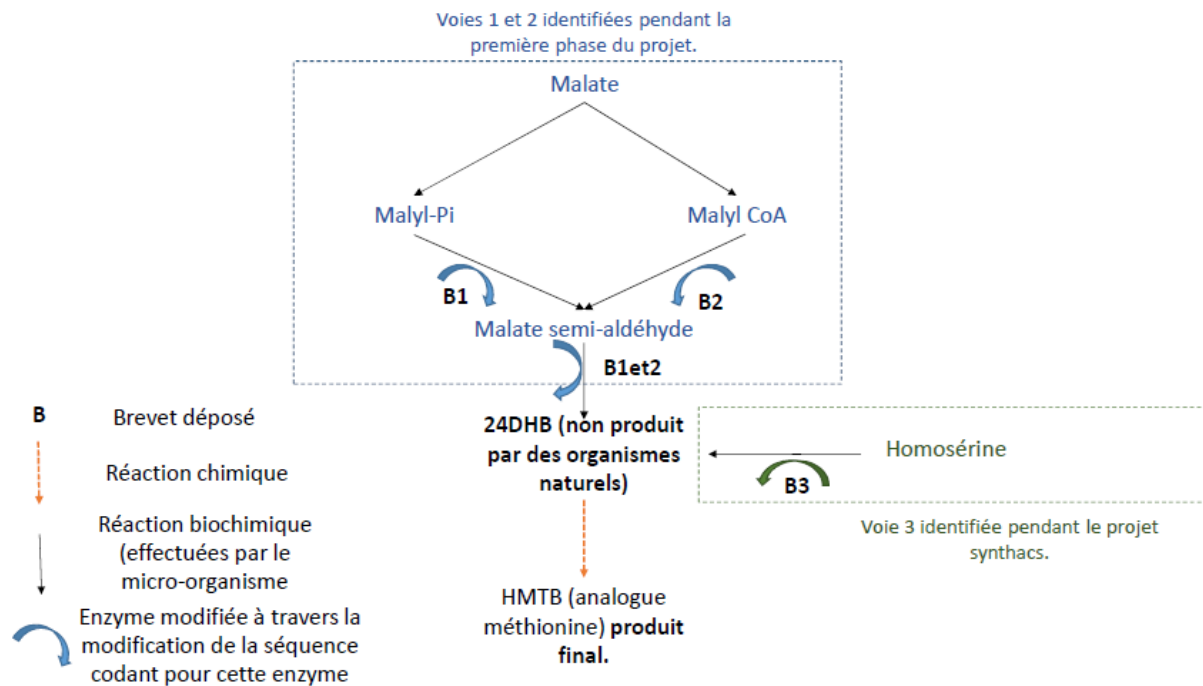 Voies 1 et 2 identifiées pendant la
première phase du projet.
Malate
Malyl-Pi
Malyl CoA
B1
B2
Malate semi-aldéhyde
B1et2
B
Brevet déposé
Réaction chimique
Réaction biochimique
(effectuées par le
micro-organisme
Enzyme modifiée à travers la
modification de la séquence
codant pour cette enzyme
24DHB (non produit
par des organismes
naturels)
Homosérine
B3
Voie 3 identifiée pendant le projet
synthacs.
HMTB (analogue
méthionine) produit
final.